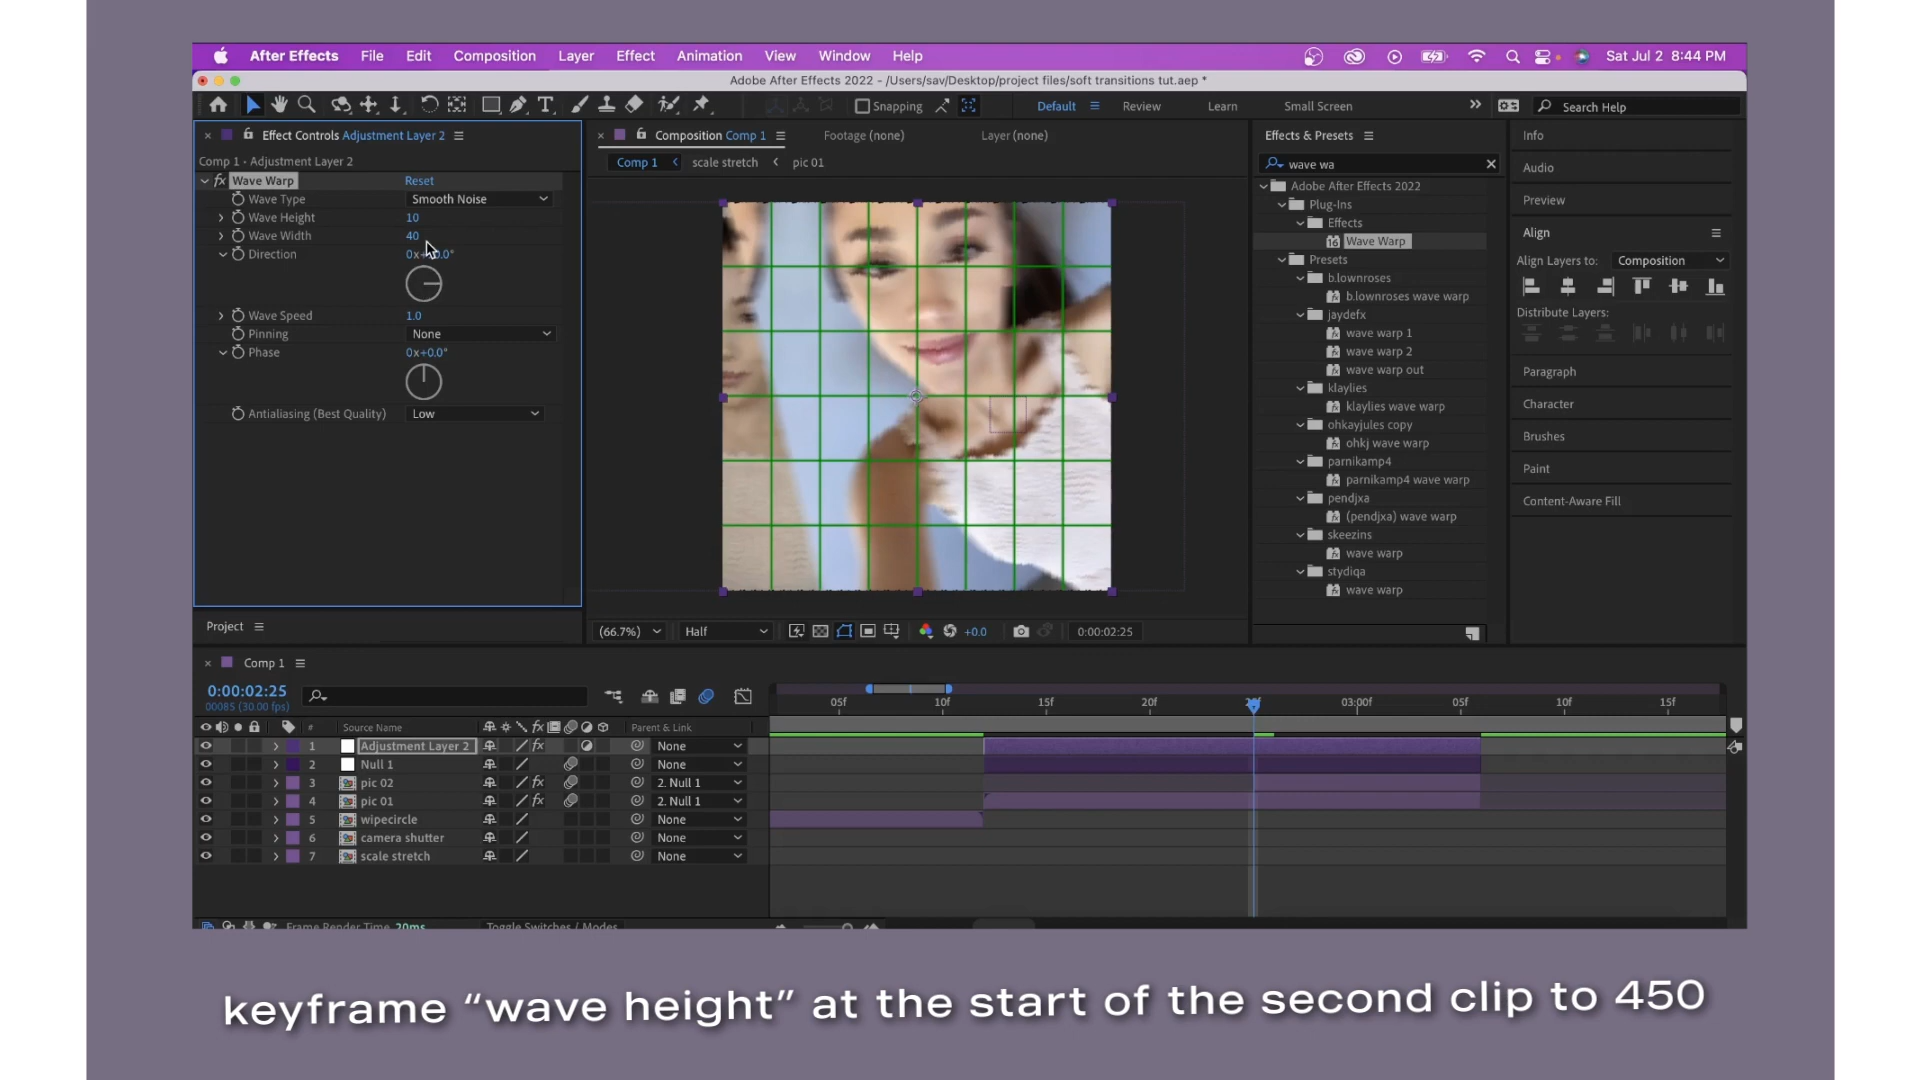 After Effects File Edit Composition Layer Effect Animation View Window Help Sat Jul 2 8:44 PM
Adobe After Effects 2022 - /Users/sav/Desktop/project files/soft transitions tut.aep *
Snapping Default Review Learn Small Screen Search Help
Effect Controls Adjustment Layer 2
Comp 1 · Adjustment Layer 2
fx Wave Warp Reset
Wave Type Smooth Noise
Wave Height 10
Wave Width 40
Direction
Wave Speed 1.0
Pinning None
Phase 0x+0.0°
Antialiasing (Best Quality) Low
Project
Composition Comp 1 Footage (none) Layer (none)
Comp 1 scale stretch pic 01
(66.7%) Half +0.0 0:00:02:25
Effects & Presets
wave wa
Adobe After Effects 2022
Plug-Ins
Effects
Wave Warp
Presets
b.lownroses
b.lownroses wave warp
jaydefx
wave warp 1
wave warp 2
wave warp out
klaylies
klaylies wave warp
ohkayjules copy
ohkj wave warp
parnikamp4
parnikamp4 wave warp
pendjxa
(pendjxa) wave warp
skeezins
wave warp
stydiqa
wave warp
Info
Audio
Preview
Align
Align Layers to: Composition
Distribute Layers:
Paragraph
Character
Brushes
Paint
Content-Aware Fill
Comp 1
0:00:02:25
00085 (30.00 fps)
05f 10f 15f 20f 03:00f 05f 10f 15f
# Source Name fx Parent & Link
1 Adjustment Layer 2 fx None
2 Null 1 None
3 pic 02 fx 2. Null 1
4 pic 01 fx 2. Null 1
5 wipecircle None
6 camera shutter None
7 scale stretch None
Frame Render Time 20ms Toggle Switches / Modes
keyframe “wave height” at the start of the second clip to 450